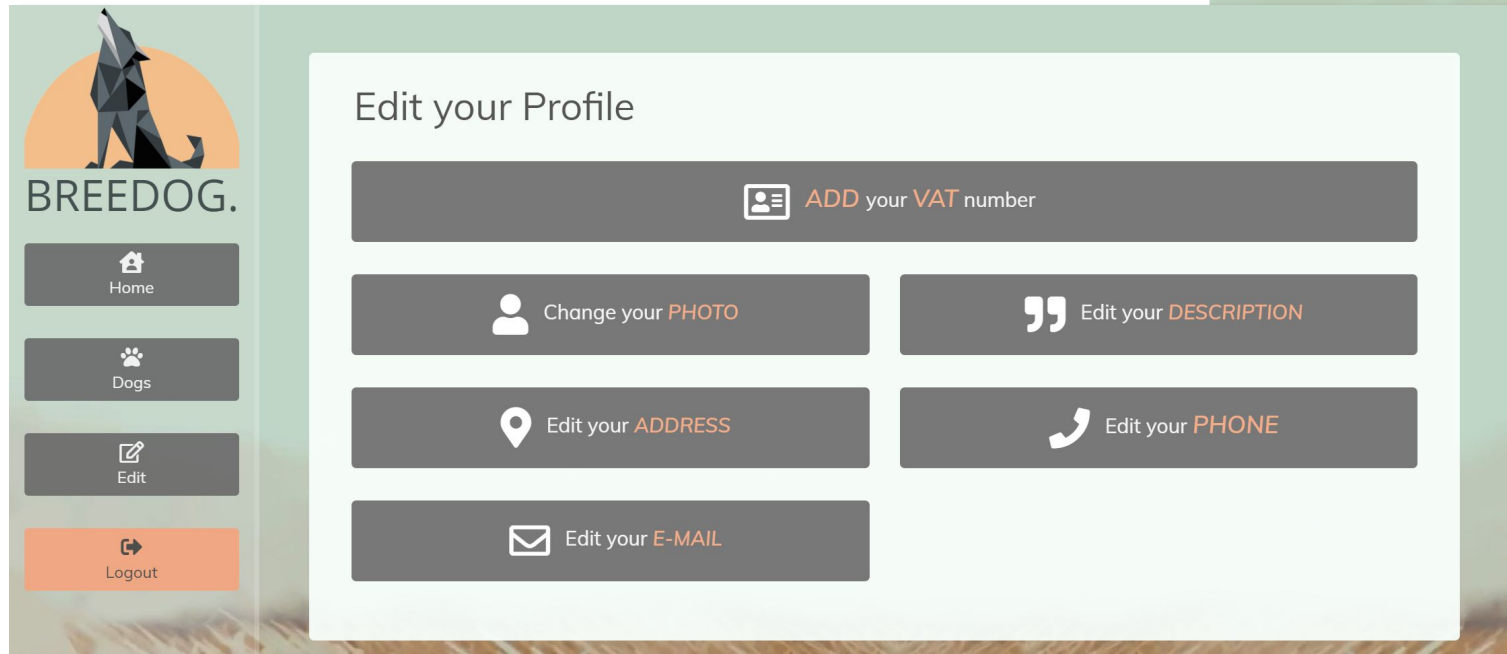 BREEDOG.
Home
Dogs
Edit
Logout
Edit your Profile
ADD your VAT number
Change your PHOTO
Edit your DESCRIPTION
Edit your ADDRESS
Edit your PHONE
Edit your E-MAIL